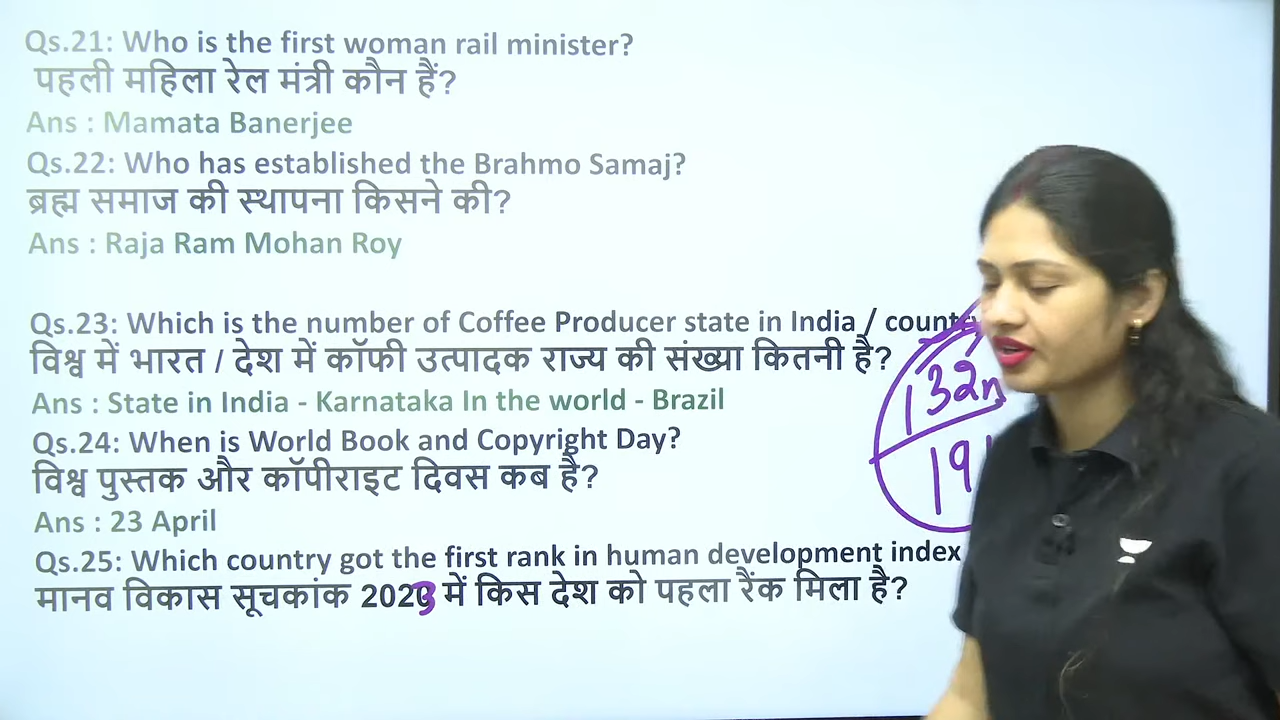 Qs.21: Who is the first woman rail minister?
पहली महिला रेल मंत्री कौन हैं?
Ans : Mamata Banerjee
Qs.22: Who has established the Brahmo Samaj?
ब्रह्म समाज की स्थापना किसने की?
Ans : Raja Ram Mohan Roy
Qs.23: Which is the number of Coffee Producer state in India / country
विश्व में भारत / देश में कॉफी उत्पादक राज्य की संख्या कितनी है?
132n
Ans : State in India - Karnataka In the world - Brazil
Qs.24: When is World Book and Copyright Day?
विश्व पुस्तक और कॉपीराइट दिवस कब है?
19
Ans : 23 April
Qs.25: Which country got the first rank in human development index
मानव विकास सूचकांक 2023 में किस देश को पहला रैंक मिला है?